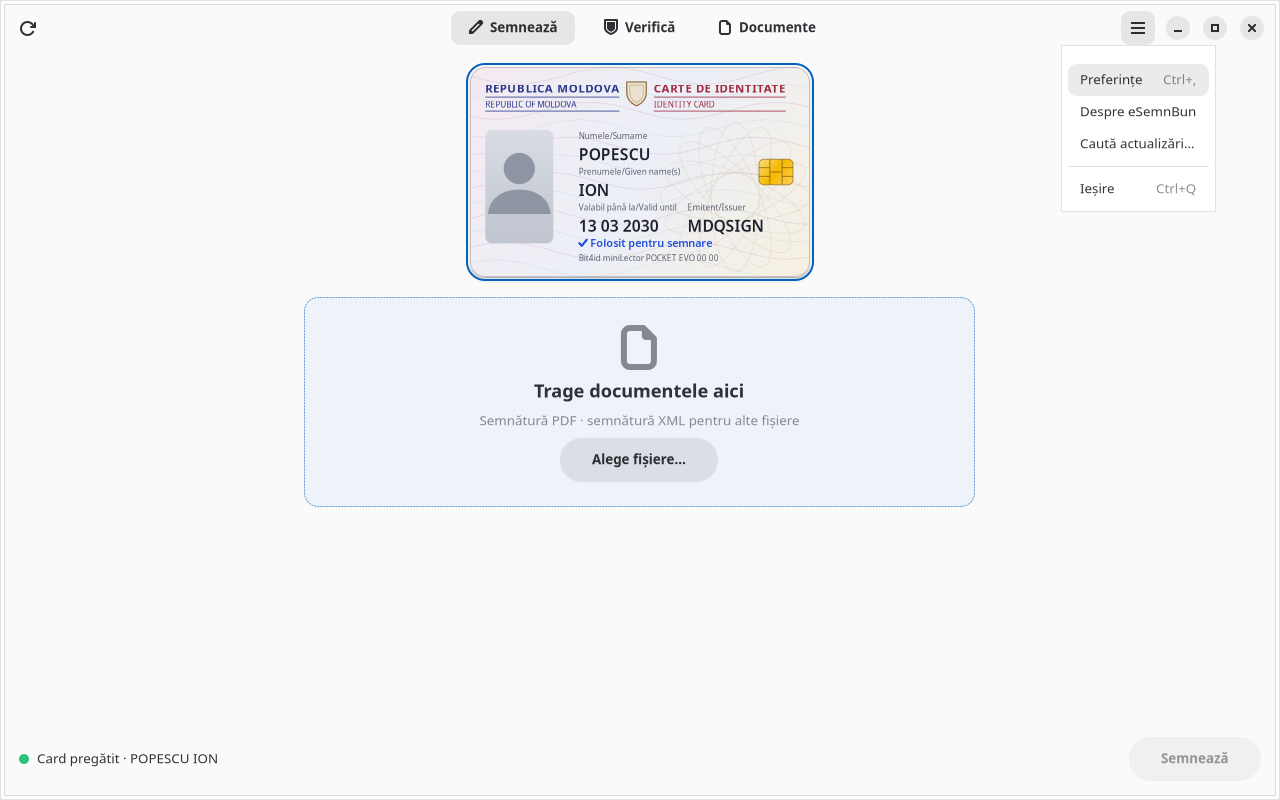 Semnează
Verifică
Documente
Preferințe Ctrl+,
Despre eSemnBun
Caută actualizări...
Ieșire Ctrl+Q
REPUBLICA MOLDOVA
REPUBLIC OF MOLDOVA
CARTE DE IDENTITATE
IDENTITY CARD
Numele/Surname
POPESCU
Prenumele/Given name(s)
ION
Valabil până la/Valid until Emitent/Issuer
13 03 2030 MDQSIGN
Folosit pentru semnare
Bit4id miniLector POCKET EVO 00 00
Trage documentele aici
Semnătură PDF · semnătură XML pentru alte fișiere
Alege fișiere...
Card pregătit · POPESCU ION
Semnează